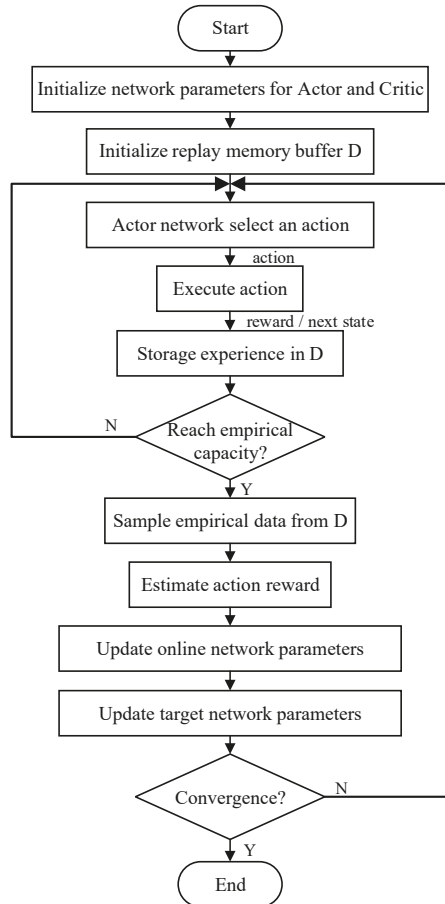 Start
Initialize network parameters for Actor and Critic
Initialize replay memory buffer D
Actor network select an action
action
Execute action
reward / next state
Storage experience in D
N
Reach empirical
capacity?
Y
Sample empirical data from D
Estimate action reward
Update online network parameters
Update target network parameters
Convergence?
N
Y
End